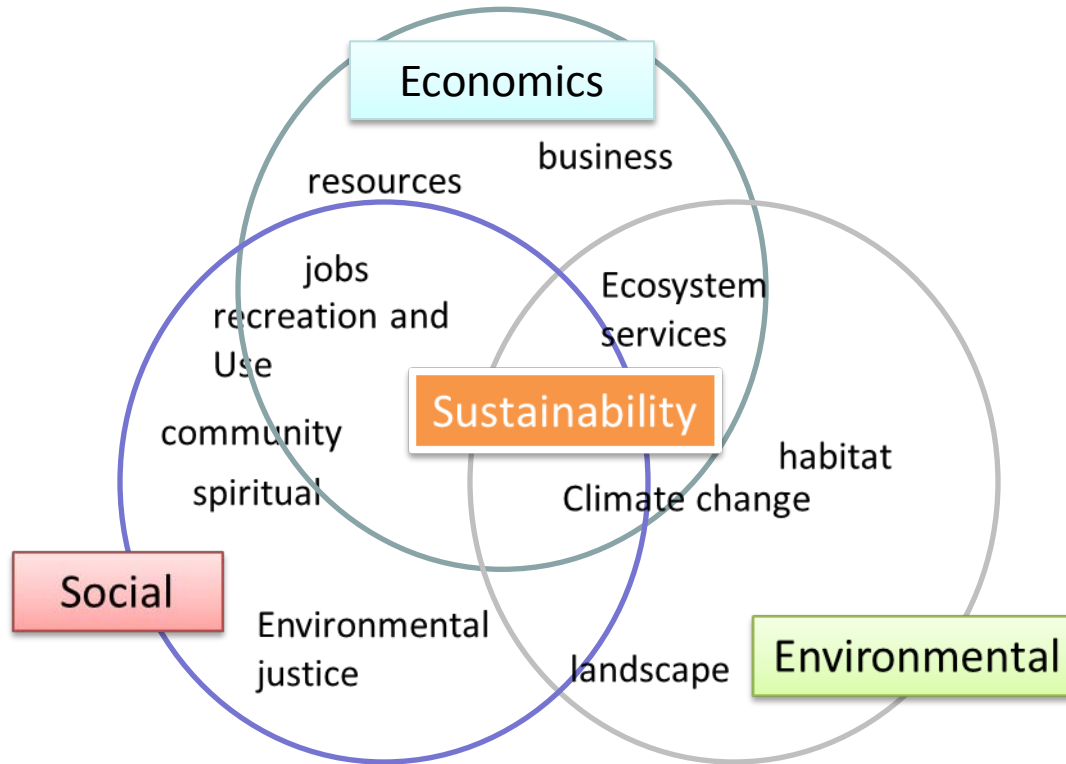 Economics
business
resources
jobs
recreation and
Use
Ecosystem
services
Sustainability
community
habitat
spiritual
Climate change
Social
Environmental
justice
landscape
Environmental